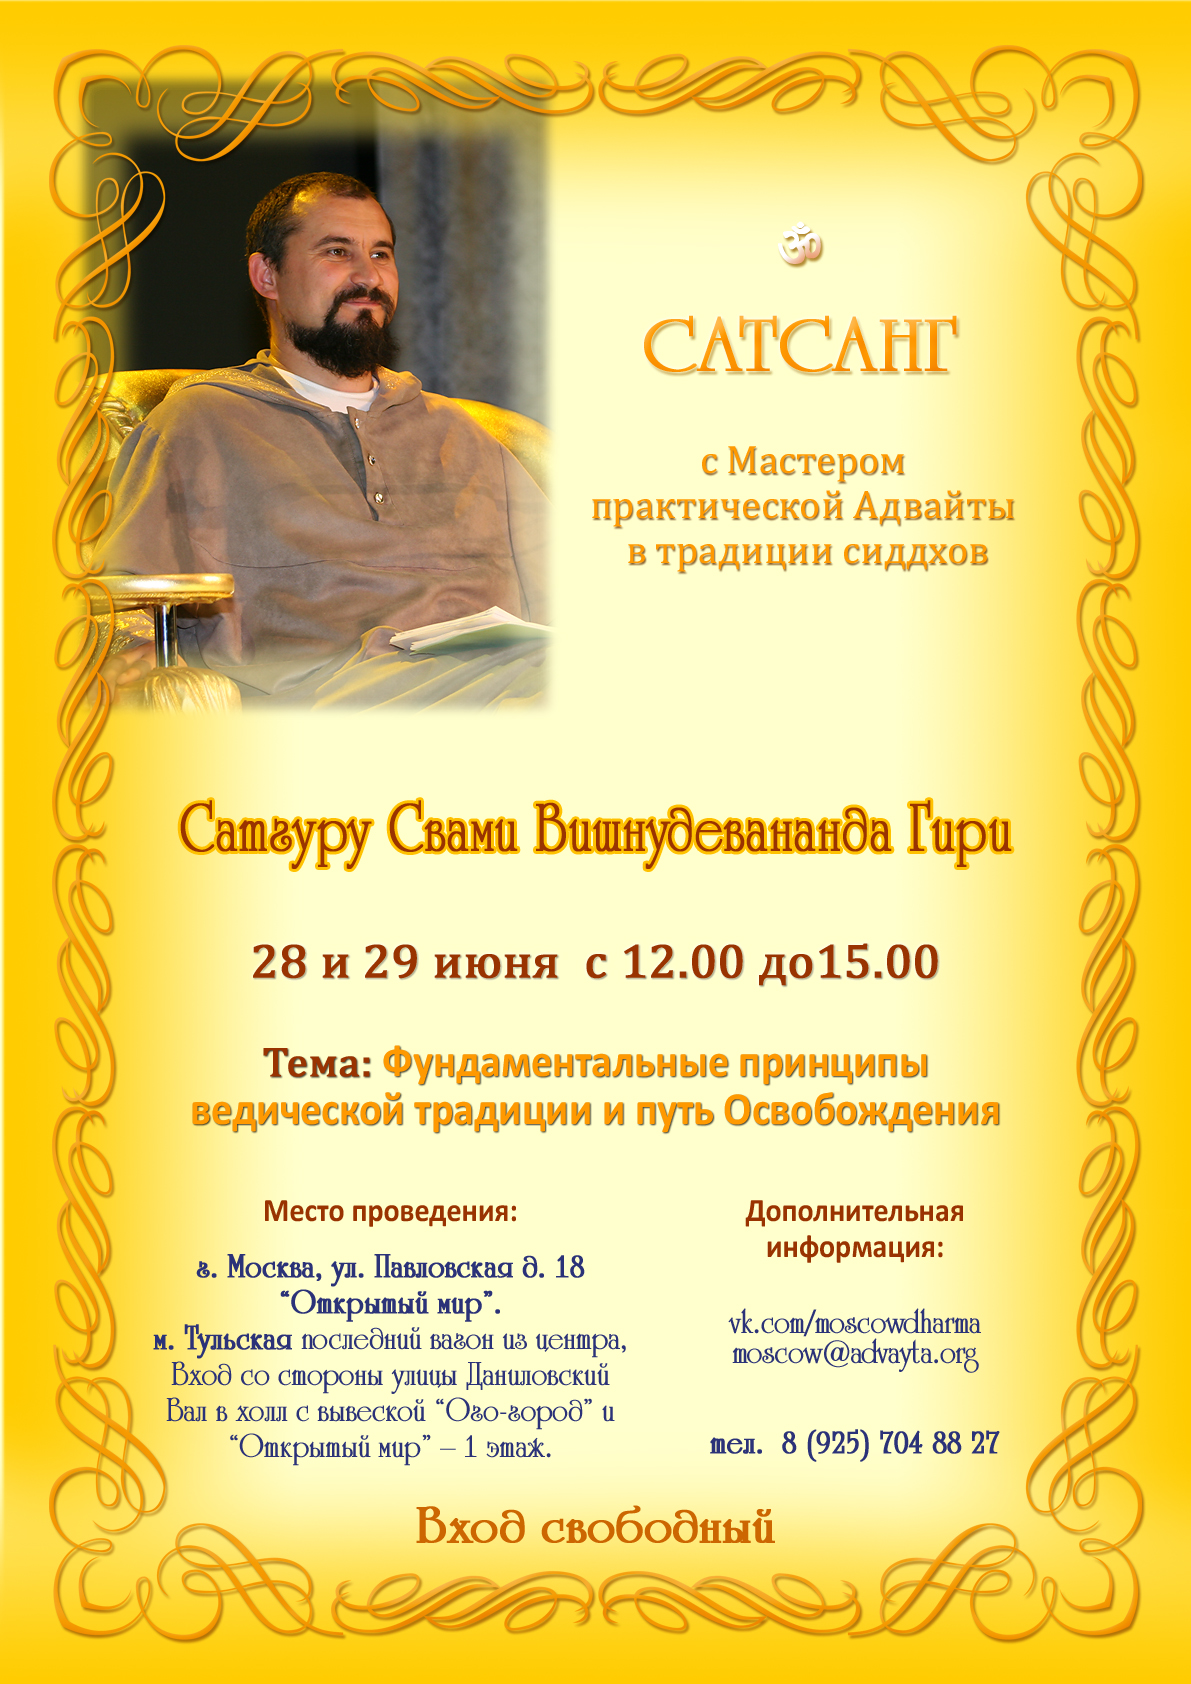 ॐ
САТСАНГ
с Мастером
практической Адвайты
в традиции сиддхов
Сатгуру Свами Вишнудевананда Гири
28 и 29 июня с 12.00 до15.00
Тема: Фундаментальные принципы
ведической традиции и путь Освобождения
Место проведения:
г. Москва, ул. Павловская д. 18
“Открытый мир”.
м. Тульская последний вагон из центра,
Вход со стороны улицы Даниловский
Вал в холл с вывеской “Ого-город” и
“Открытый мир” – 1 этаж.
Дополнительная
информация:
vk.com/moscowdharma
moscow@advayta.org
тел. 8 (925) 704 88 27
Вход свободный